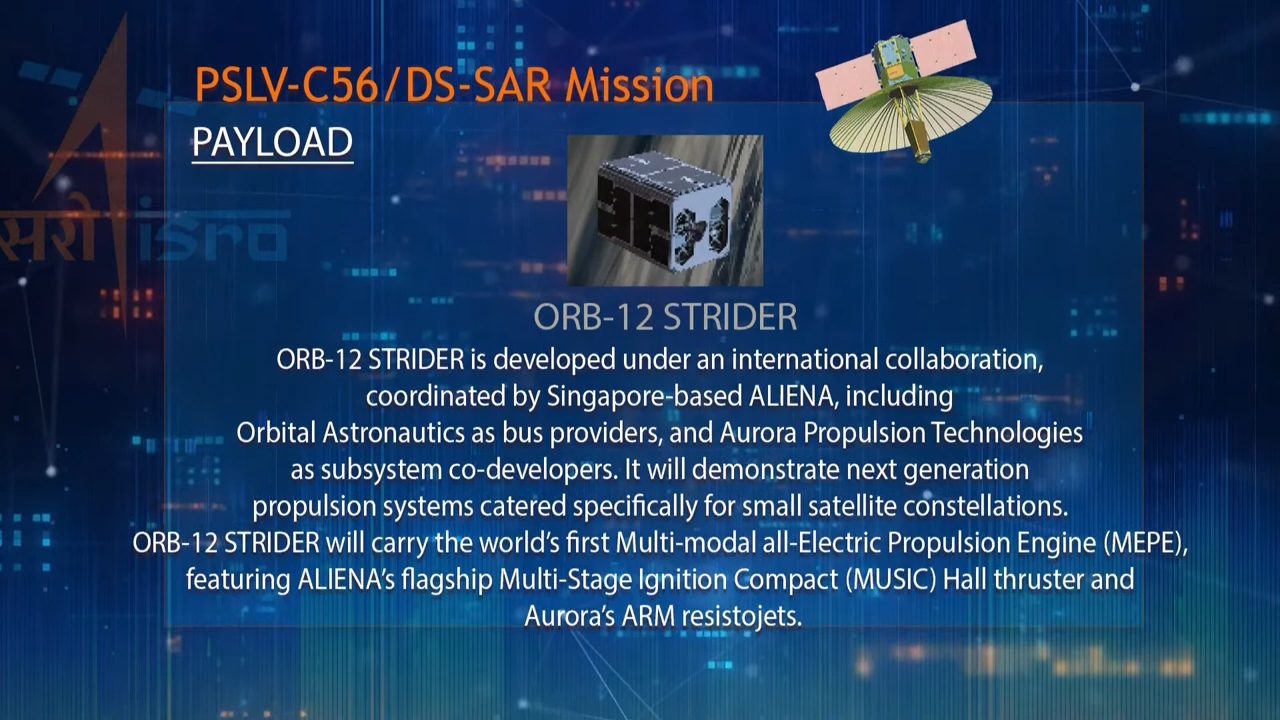 PSLV-C56/DS-SAR Mission
PAYLOAD
सरो isro
ORB-12 STRIDER
ORB-12 STRIDER is developed under an international collaboration,
coordinated by Singapore-based ALIENA, including
Orbital Astronautics as bus providers, and Aurora Propulsion Technologies
as subsystem co-developers. It will demonstrate next generation
propulsion systems catered specifically for small satellite constellations.
ORB-12 STRIDER will carry the world's first Multi-modal all-Electric Propulsion Engine (MEPE),
featuring ALIENA's flagship Multi-Stage Ignition Compact (MUSIC) Hall thruster and
Aurora's ARM resistojets.